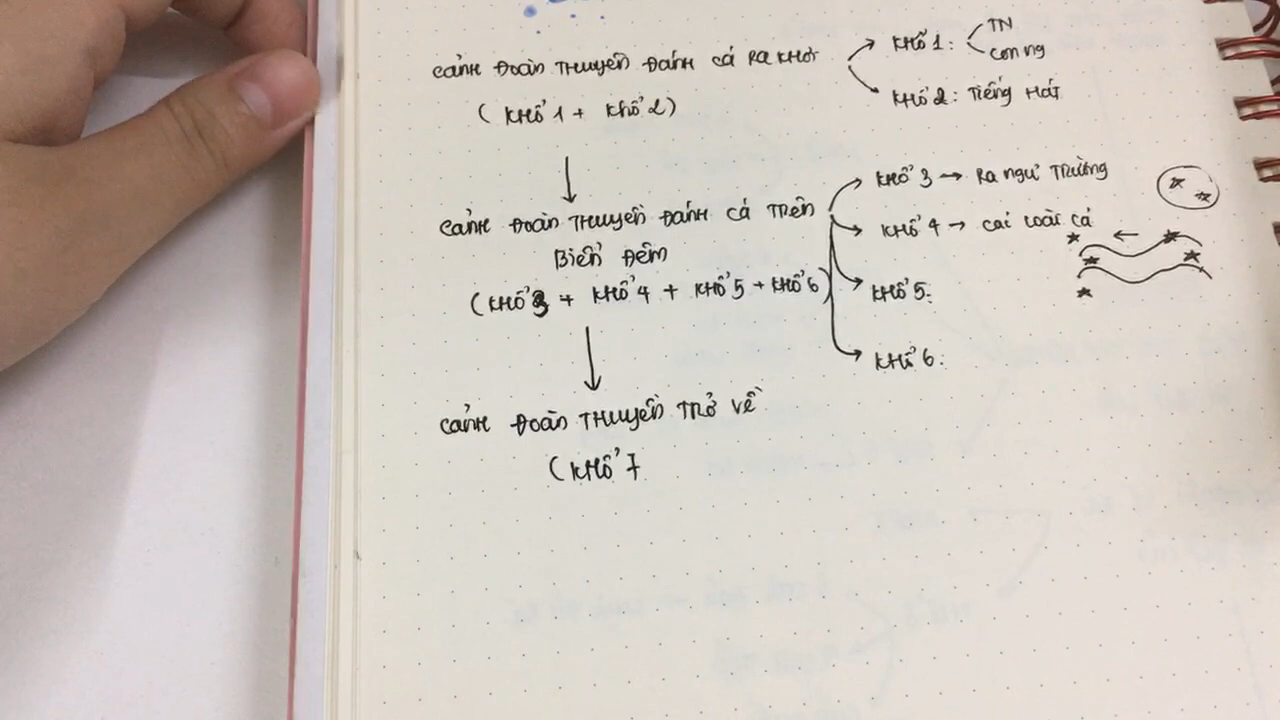 Cảnh đoàn thuyền đánh cá ra khơi
(Khổ 1 + Khổ 2)
Khổ 1: TN
con ng
Khổ 2: Tiếng hát
Cảnh đoàn thuyền đánh cá trên
biển đêm
(Khổ 3 + Khổ 4 + Khổ 5 + Khổ 6)
Khổ 3 → Ra ngư trường
Khổ 4 → Các loài cá
Khổ 5:
Khổ 6:
Cảnh đoàn thuyền trở về
(Khổ 7